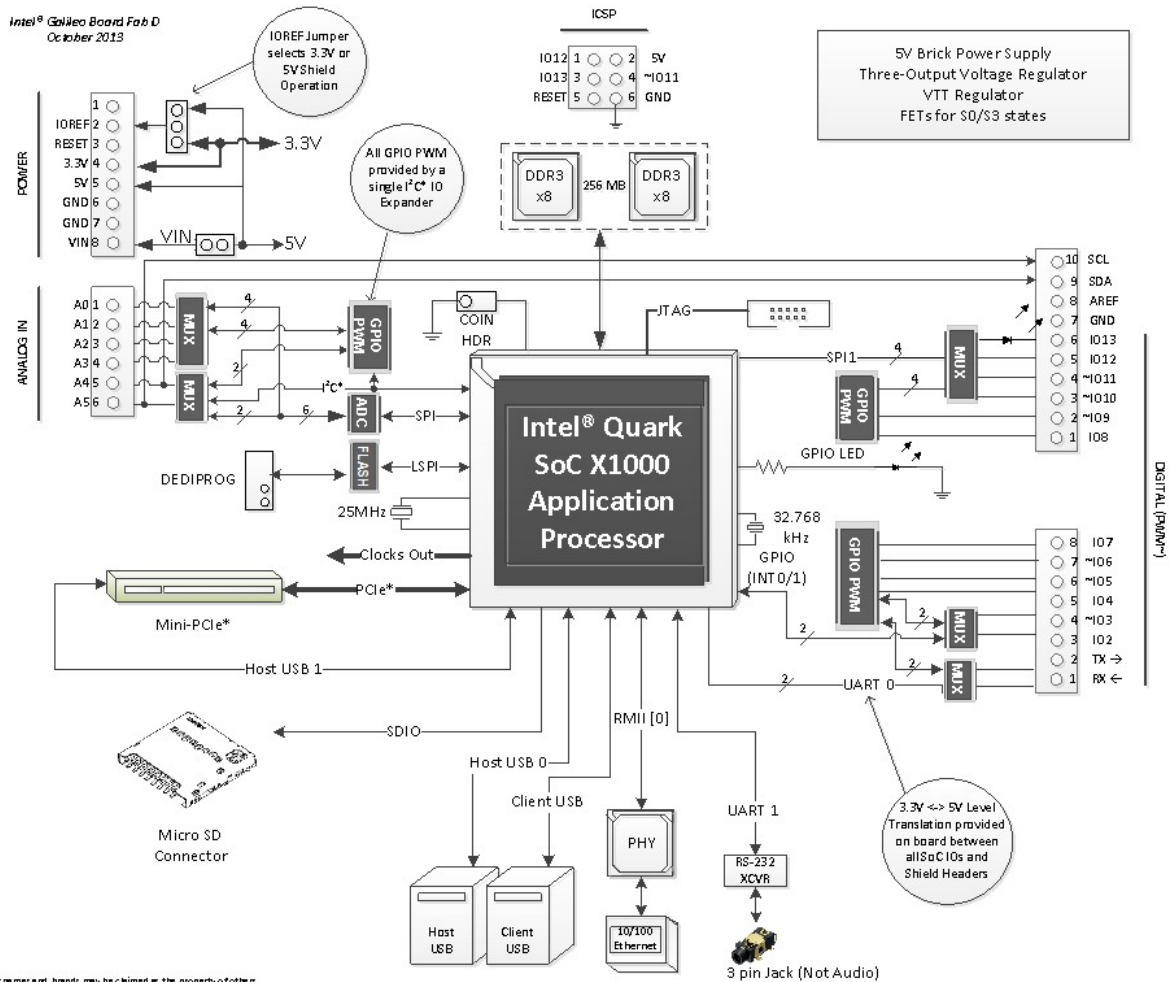 Intel® Galileo Board Fab D
October 2013
IOREF Jumper
selects 3.3V or
5V Shield
Operation
ICSP
IO12 1 2 5V
IO13 3 4 ~IO11
RESET 5 6 GND
5V Brick Power Supply
Three-Output Voltage Regulator
VTT Regulator
FETs for S0/S3 states
POWER
1
IOREF 2
RESET 3
3.3V 4
5V 5
GND 6
GND 7
VIN 8
3.3V
VIN
5V
All GPIO PWM
provided by a
single I²C* IO
Expander
DDR3
x8
256 MB
DDR3
x8
ANALOG IN
A0 1
A1 2
A2 3
A3 4
A4 5
A5 6
MUX
MUX
4
4
2
2
6
I²C*
GPIO
PWM
ADC
SPI
FLASH
LSPI
DEDIPROG
COIN
HDR
JTAG
25MHz
Clocks Out
Intel® Quark
SoC X1000
Application
Processor
SPI1
4
4
MUX
GPIO
PWM
10 SCL
9 SDA
8 AREF
7 GND
6 IO13
5 IO12
4 ~IO11
3 ~IO10
2 ~IO9
1 IO8
GPIO LED
DIGITAL (PWM~)
32.768
kHz
GPIO
(INT0/1)
GPIO PWM
8 IO7
7 ~IO6
6 ~IO5
5 IO4
4 ~IO3
3 IO2
2 TX →
1 RX ←
2
2
MUX
2
MUX
2
UART 0
Mini-PCIe*
PCIe*
Host USB 1
SDIO
Micro SD
Connector
Host USB 0
Client USB
RMII [0]
UART 1
Host
USB
Client
USB
PHY
10/100
Ethernet
RS-232
XCVR
3 pin Jack (Not Audio)
3.3V <-> 5V Level
Translation provided
on board between
all SoC IOs and
Shield Headers
names and brands may be claimed as the property of others